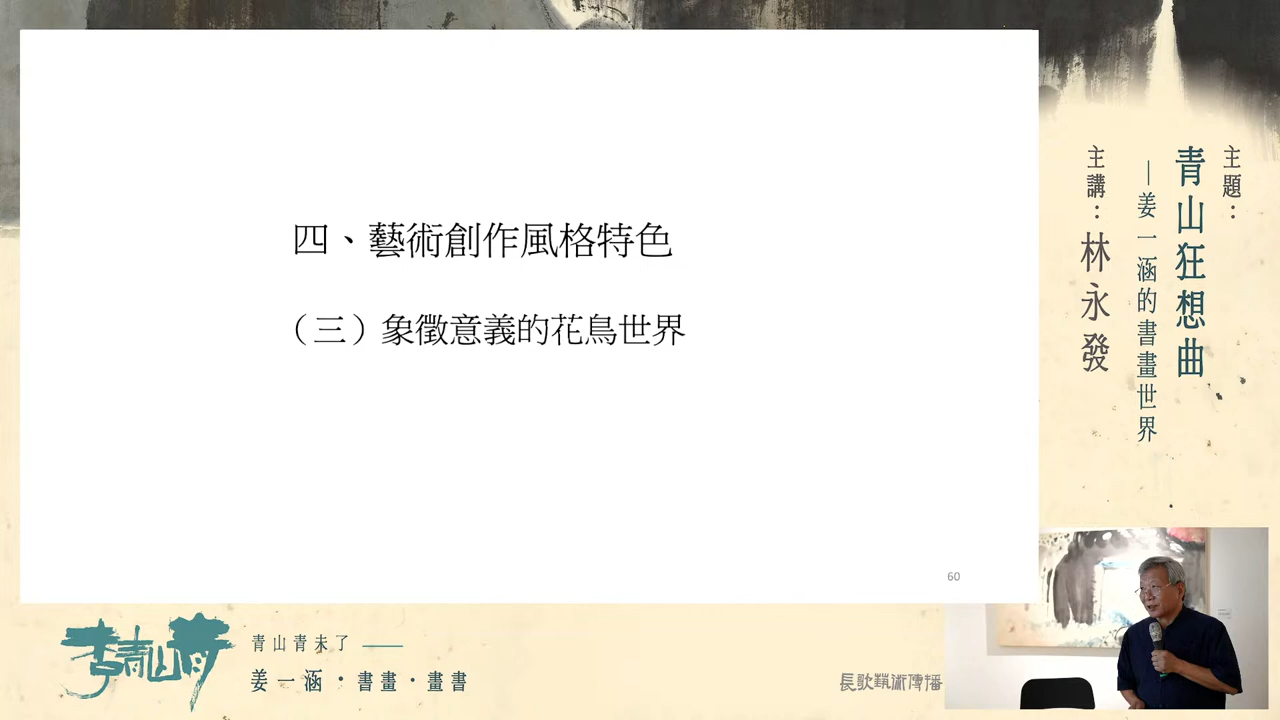 四、藝術創作風格特色
（三）象徵意義的花鳥世界
60
主題：
青山狂想曲
—姜一涵的書畫世界
主講：林永發
青山青未了——
姜一涵・書畫・畫書
長歌藝術傳播